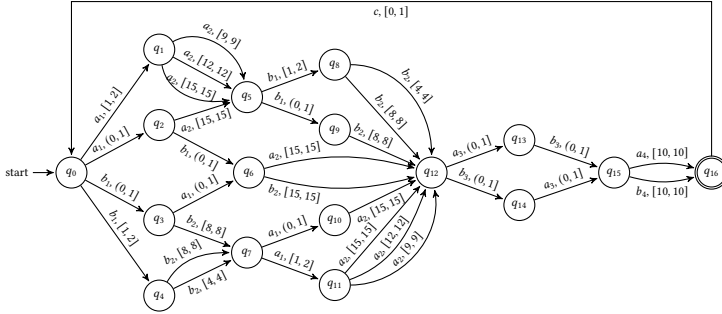 c, [0, 1]
a₂, [9, 9]
q₁
a₂, [12, 12]
a₂, [15, 15]
b₁, [1, 2]
q₈
b₂, [4, 4]
a₁, [1, 2]
q₅
b₂, [8, 8]
q₂
a₂, [15, 15]
b₁, (0, 1]
q₉
b₂, [8, 8]
a₁, (0, 1]
b₁, (0, 1]
a₂, [15, 15]
a₃, (0, 1]
q₁₃
b₃, (0, 1]
a₄, [10, 10]
start
q₀
q₆
q₁₂
q₁₅
q₁₆
b₁, (0, 1]
a₁, (0, 1]
b₂, [15, 15]
b₃, (0, 1]
q₁₄
a₃, (0, 1]
b₄, [10, 10]
q₃
b₂, [8, 8]
a₁, (0, 1]
q₁₀
a₂, [15, 15]
b₁, [1, 2]
q₇
b₂, [8, 8]
a₁, [1, 2]
a₂, [15, 15]
a₂, [12, 12]
a₂, [9, 9]
q₄
b₂, [4, 4]
q₁₁